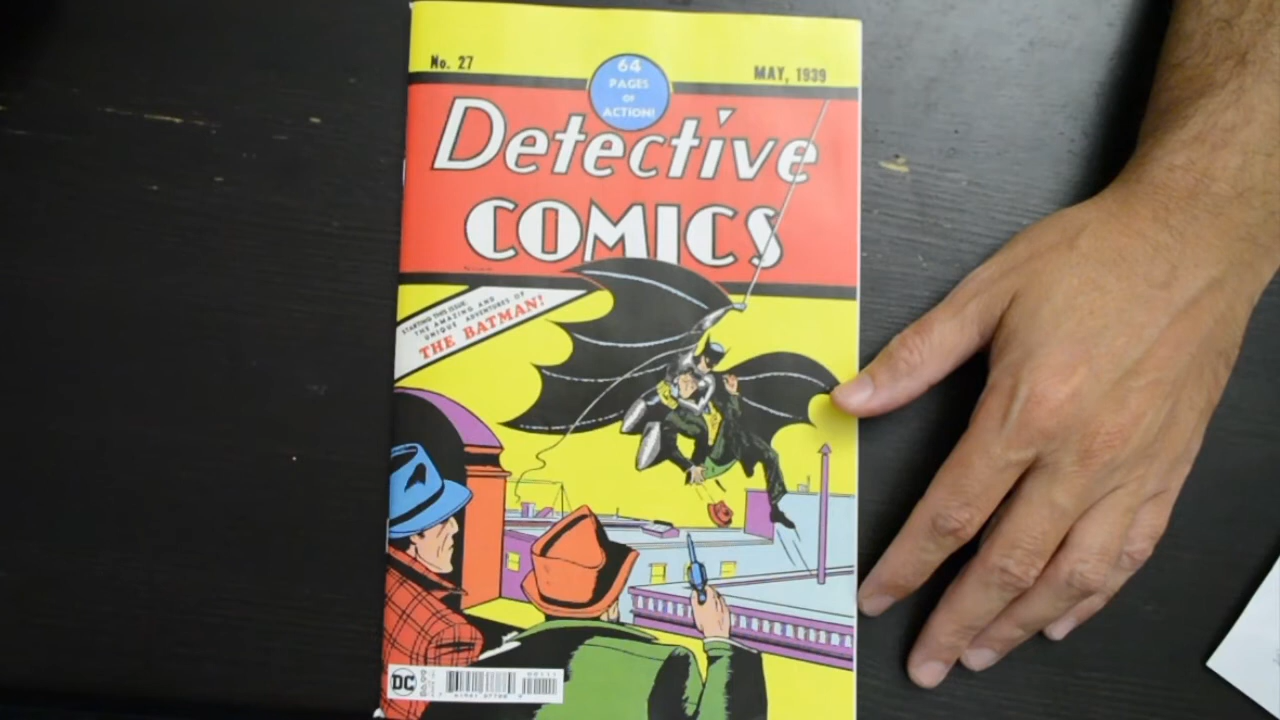 No. 27
MAY, 1939
64
PAGES
OF
ACTION!
Detective
COMICS
STARTING THIS ISSUE:
THE AMAZING AND
UNIQUE ADVENTURES OF
THE BATMAN!
DC
00111